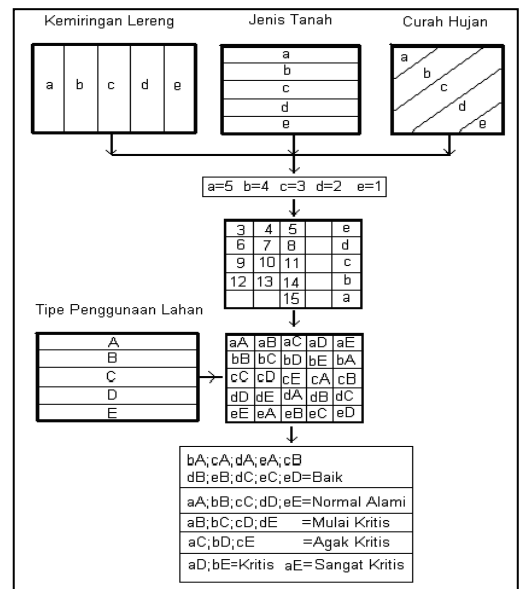 Kemiringan Lereng Jenis Tanah Curah Hujan
a b c d e
a
b
c
d
e
a
b
c
d
e
a=5 b=4 c=3 d=2 e=1
3 4 5 e
6 7 8 d
9 10 11 c
12 13 14 b
15 a
Tipe Penggunaan Lahan
A
B
C
D
E
aA aB aC aD aE
bB bC bD bE bA
cC cD cE cA cB
dD dE dA dB dC
eE eA eB eC eD
bA;cA;dA;eA;cB
dB;eB;dC;eC;eD=Baik
aA;bB;cC;dD;eE=Normal Alami
aB;bC;cD;dE =Mulai Kritis
aC;bD;cE =Agak Kritis
aD;bE=Kritis aE=Sangat Kritis